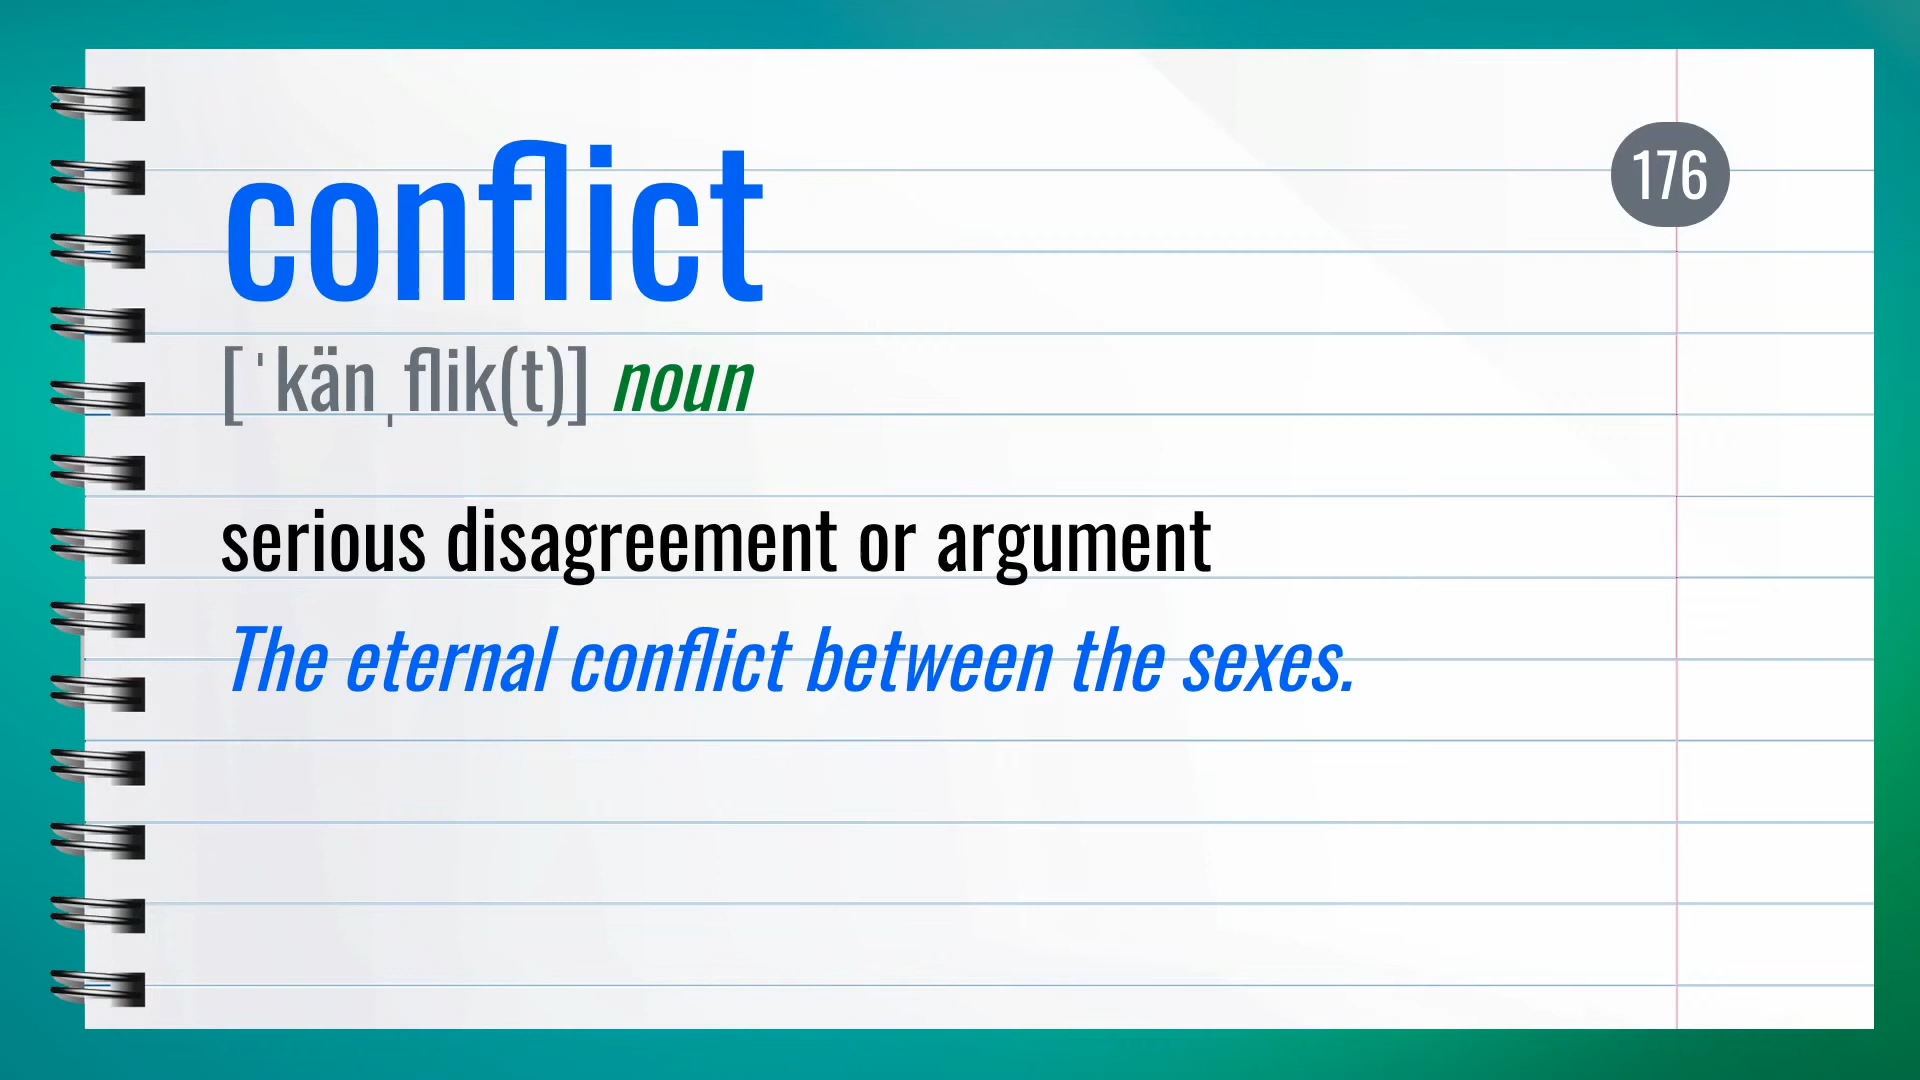 conflict
176
[ˈkänˌflik(t)] noun
serious disagreement or argument
The eternal conflict between the sexes.